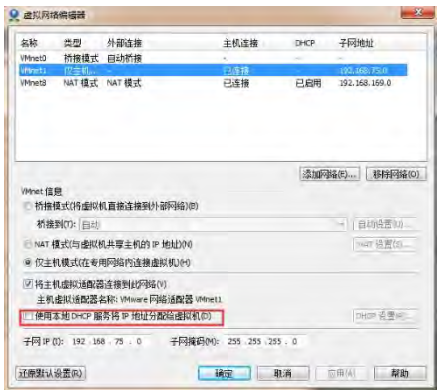 虚拟网络编辑器
名称 类型 外部连接 主机连接 DHCP 子网地址
VMnet0 桥接模式 自动桥接 - - -
VMnet1 仅主机... - 已连接 - 192.168.75.0
VMnet8 NAT 模式 NAT 模式 已连接 已启用 192.168.169.0
添加网络(E)... 移除网络(O)
VMnet 信息
桥接模式(将虚拟机直接连接到外部网络)(B)
桥接到(T): 自动 自动设置(U)...
NAT 模式(与虚拟机共享主机的 IP 地址)(N) NAT 设置(S)...
仅主机模式(在专用网络内连接虚拟机)(H)
将主机虚拟适配器连接到此网络(V)
主机虚拟适配器名称: VMware 网络适配器 VMnet1
使用本地 DHCP 服务将 IP 地址分配给虚拟机(D) DHCP 设置(P)...
子网 IP (I): 192 .168 . 75 . 0 子网掩码(M): 255 .255 .255 . 0
还原默认设置(R) 确定 取消 应用(A) 帮助